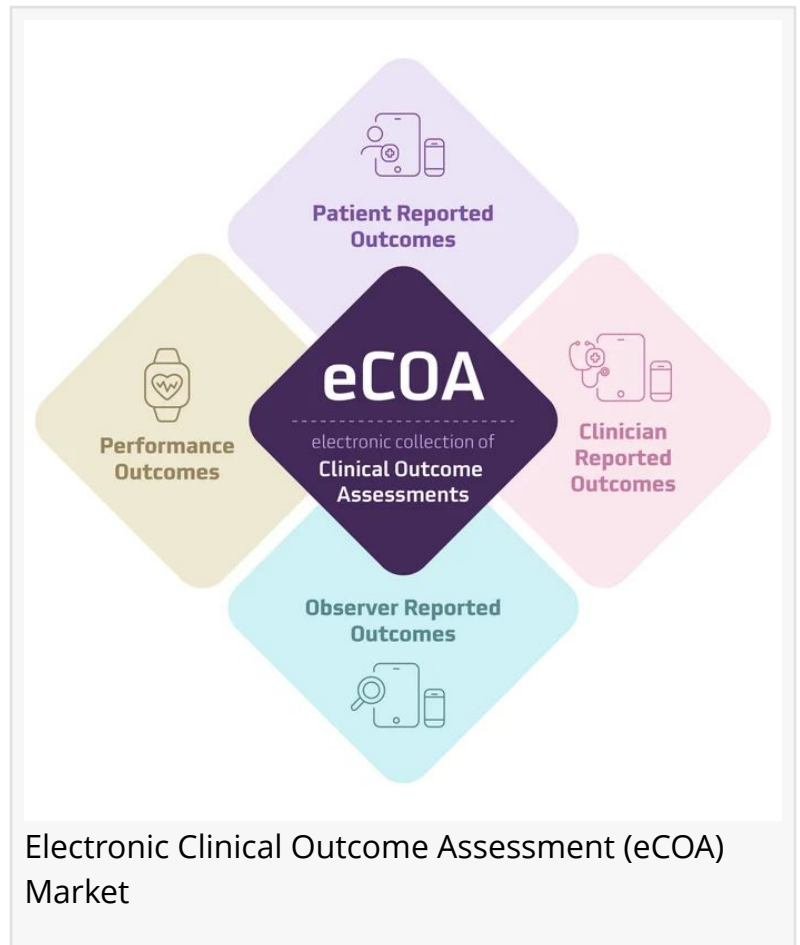 Patient Reported
Outcomes
eCOA
electronic collection of
Clinical Outcome
Assessments
Performance
Outcomes
Clinician
Reported
Outcomes
Observer Reported
Outcomes
Electronic Clinical Outcome Assessment (eCOA)
Market